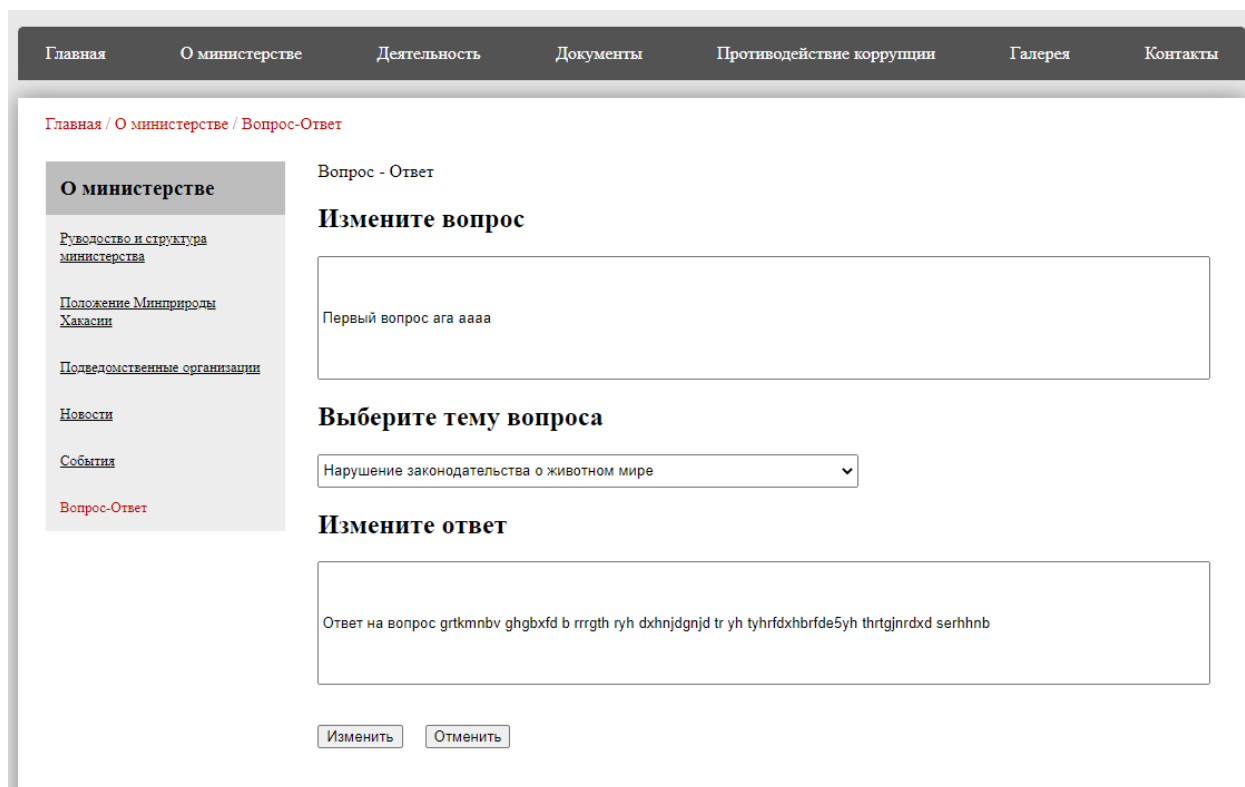 Главная О министерстве Деятельность Документы Противодействие коррупции Галерея Контакты
Главная / О министерстве / Вопрос-Ответ
О министерстве
Руводоство и структура
министерства
Положение Минприроды
Хакасии
Подведомственные организации
Новости
События
Вопрос-Ответ
Вопрос - Ответ
Измените вопрос
Первый вопрос ага аааа
Выберите тему вопроса
Нарушение законодательства о животном мире
Измените ответ
Ответ на вопрос grtkmnbv ghgbxfd b rrrgth ryh dxhnjdgnjd tr yh tyhrfdxhbrfde5yh thrtgjnrdxd serhhnb
Изменить Отменить